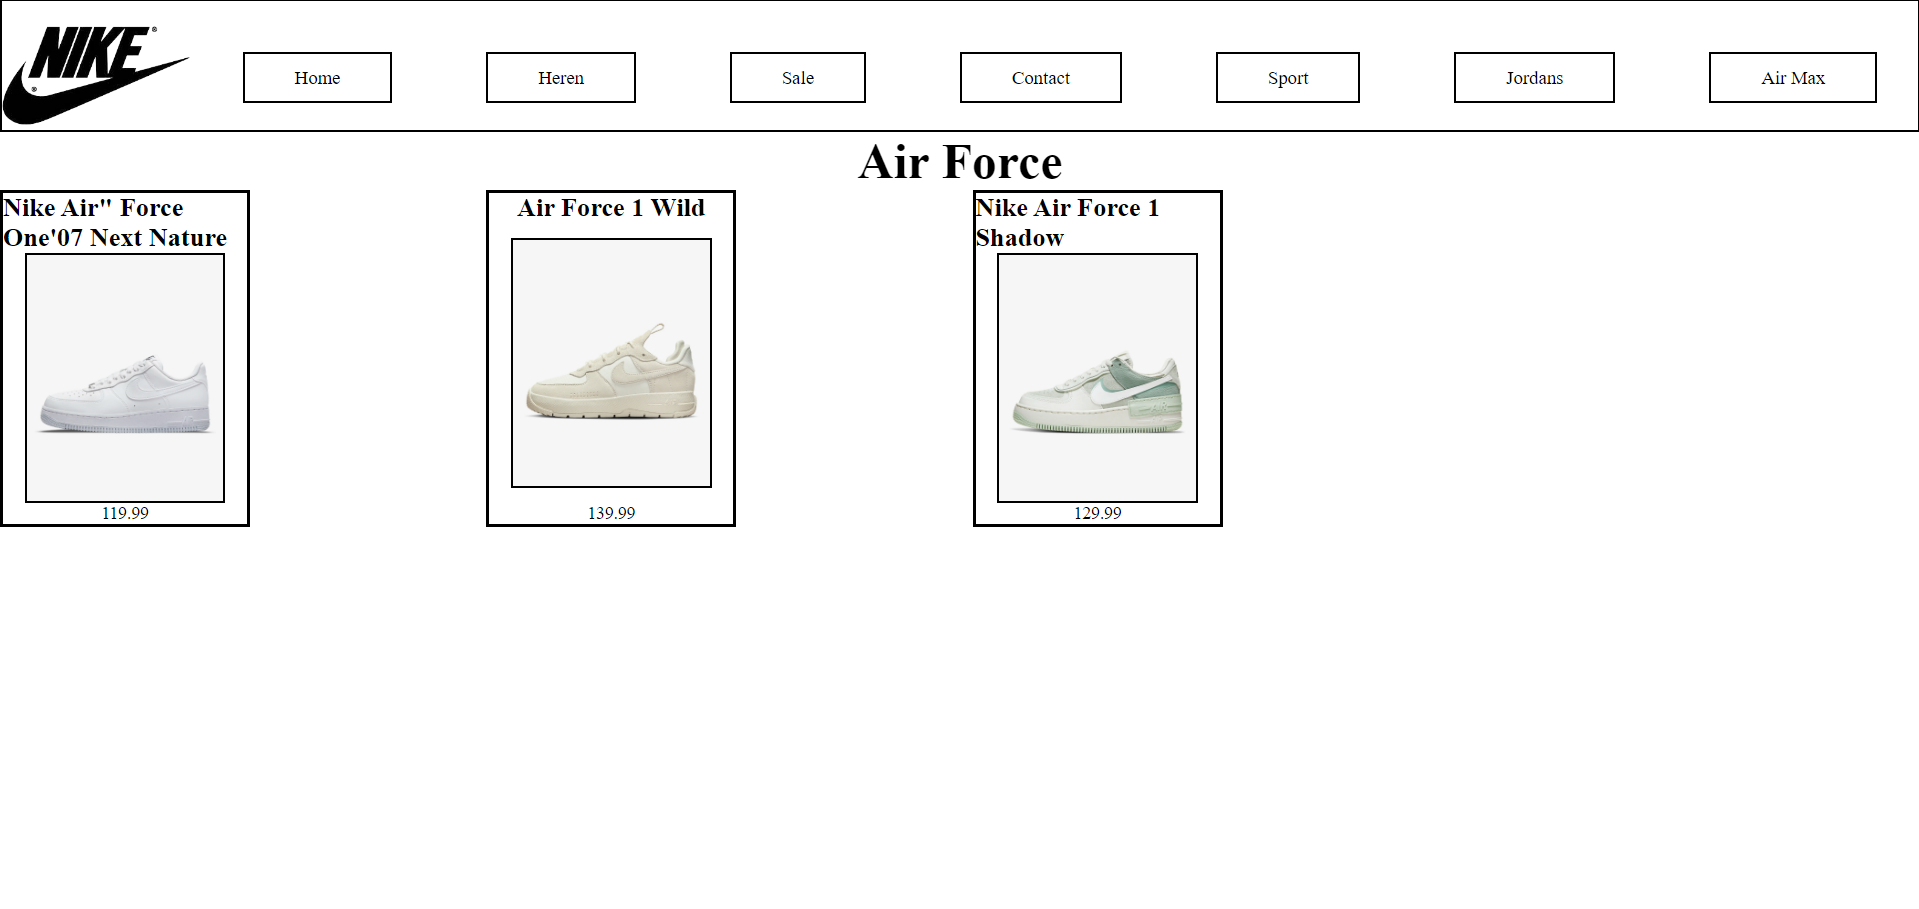 NIKE®
®
Home Heren Sale Contact Sport Jordans Air Max
Air Force
Nike Air" Force
One'07 Next Nature
119.99
Air Force 1 Wild
139.99
Nike Air Force 1
Shadow
129.99